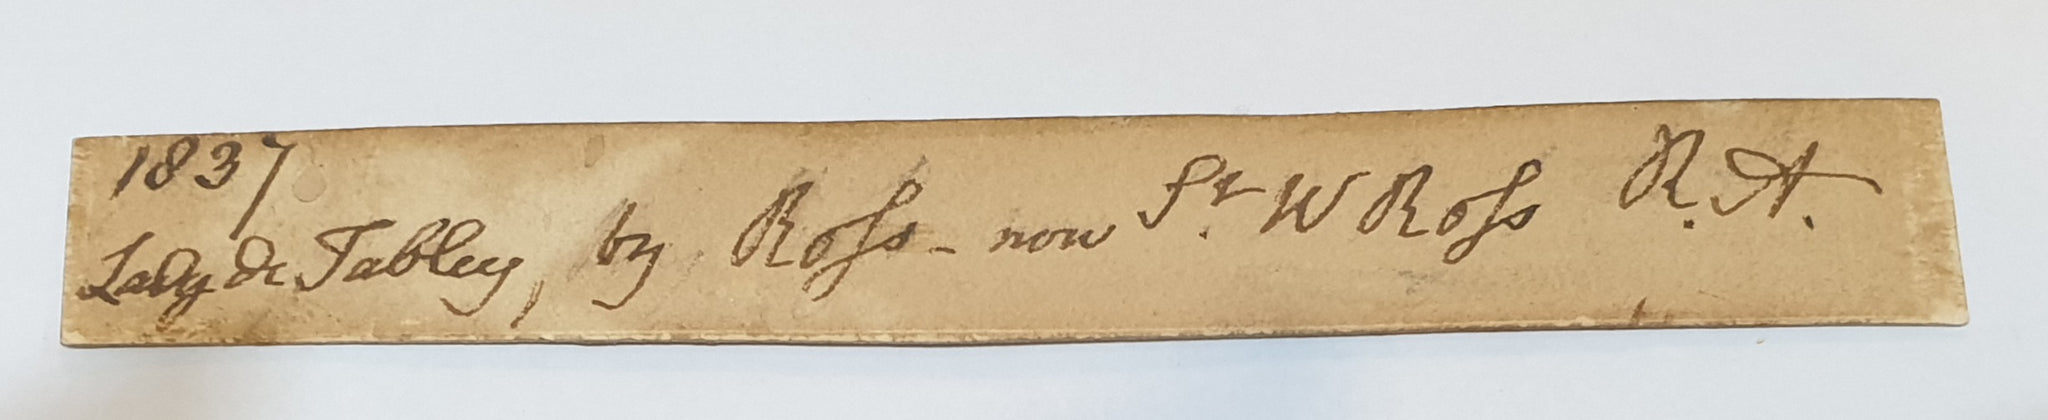 1837
Lady de Tabley, by Ross - now Sr. W Ross R.A.